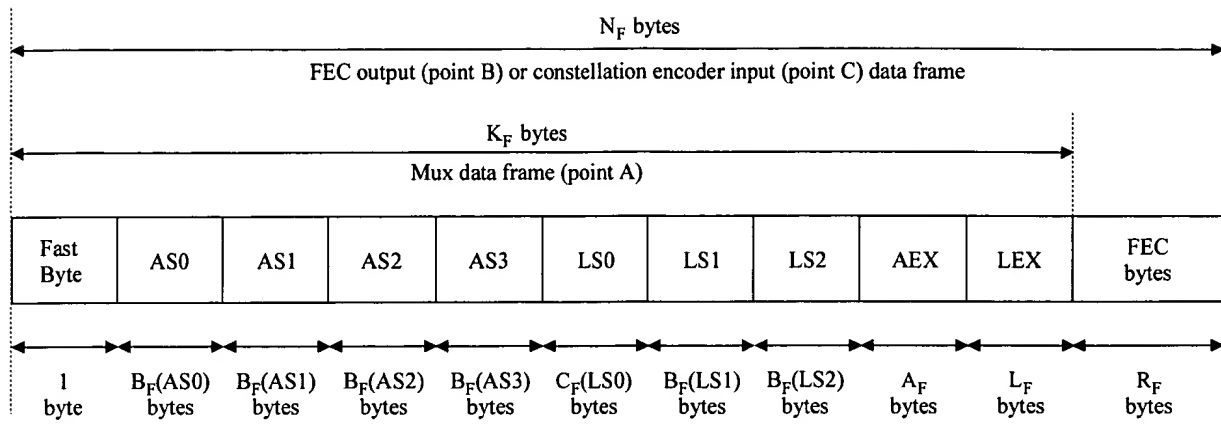 N_F bytes
FEC output (point B) or constellation encoder input (point C) data frame
K_F bytes
Mux data frame (point A)
Fast Byte AS0 AS1 AS2 AS3 LS0 LS1 LS2 AEX LEX FEC bytes
1 byte B_F(AS0) bytes B_F(AS1) bytes B_F(AS2) bytes B_F(AS3) bytes C_F(LS0) bytes B_F(LS1) bytes B_F(LS2) bytes A_F bytes L_F bytes R_F bytes